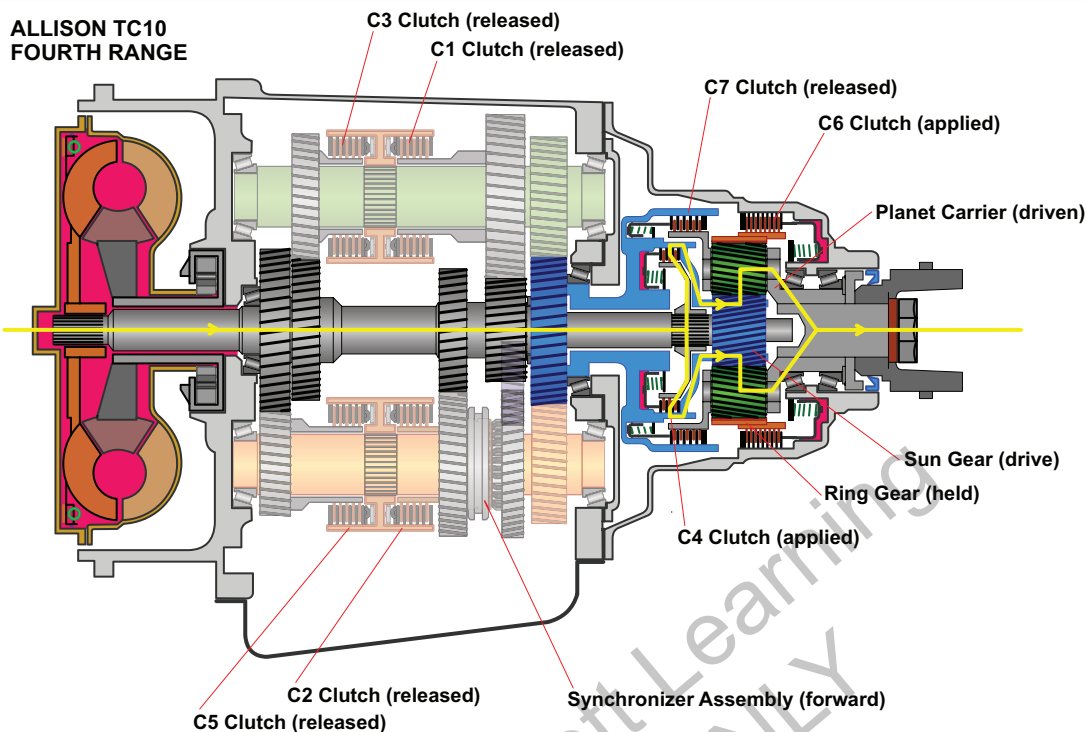 ALLISON TC10
FOURTH RANGE
C3 Clutch (released)
C1 Clutch (released)
C7 Clutch (released)
C6 Clutch (applied)
Planet Carrier (driven)
Sun Gear (drive)
Ring Gear (held)
C4 Clutch (applied)
Synchronizer Assembly (forward)
C2 Clutch (released)
C5 Clutch (released)
Learning